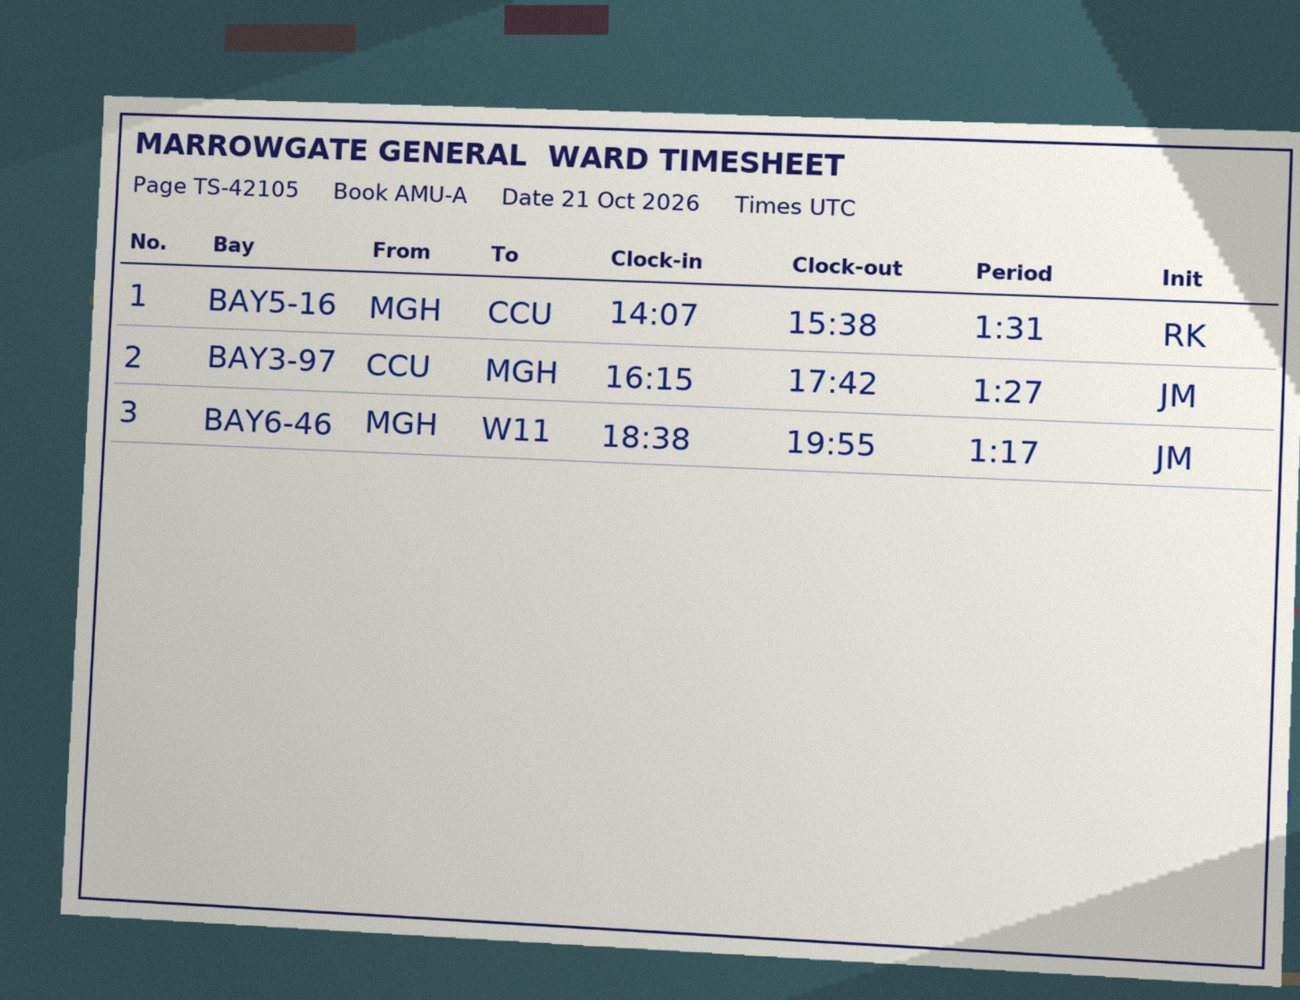 MARROWGATE GENERAL WARD TIMESHEET
Page TS-42105 Book AMU-A Date 21 Oct 2026 Times UTC
No. Bay From To Clock-in Clock-out Period Init
1 BAY5-16 MGH CCU 14:07 15:38 1:31 RK
2 BAY3-97 CCU MGH 16:15 17:42 1:27 JM
3 BAY6-46 MGH W11 18:38 19:55 1:17 JM